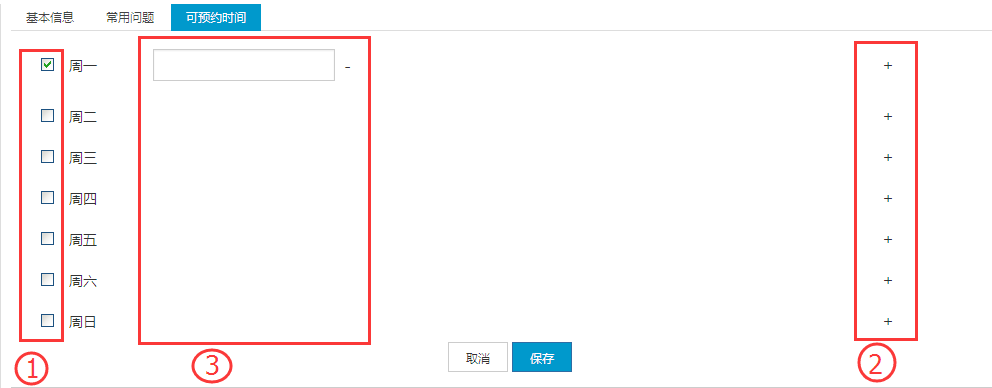 基本信息 常用问题 可预约时间
周一 - +
周二 +
周三 +
周四 +
周五 +
周六 +
周日 +
取消 保存
① ③ ②